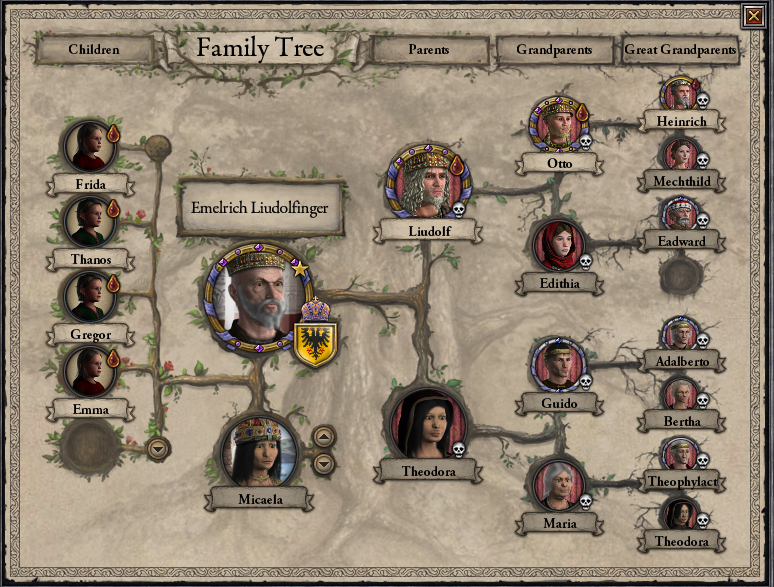 Children
Family Tree
Parents
Grandparents
Great Grandparents
Frida
Thanos
Gregor
Emma
Emelrich Liudolfinger
Micaela
Liudolf
Theodora
Otto
Edithia
Guido
Maria
Heinrich
Mechthild
Eadward
Adalberto
Bertha
Theophylact
Theodora